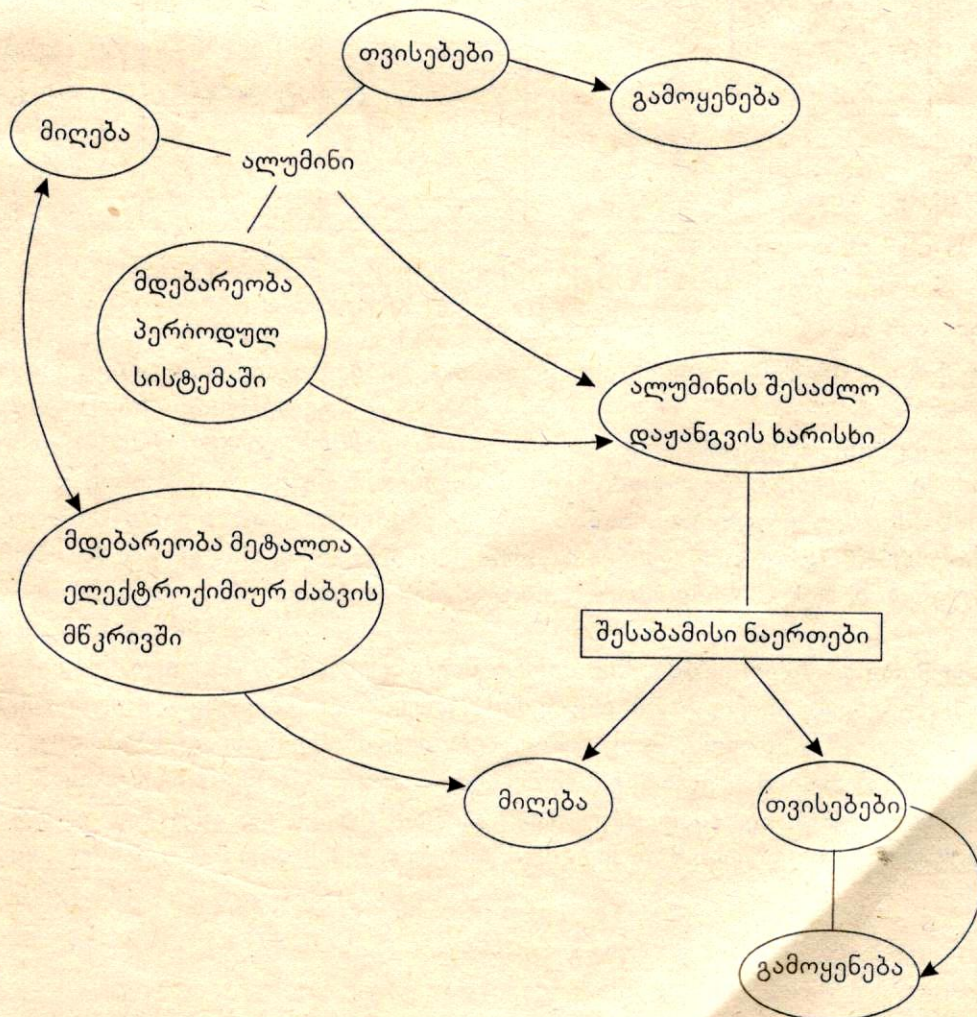 თვისებები
გამოყენება
მიღება
ალუმინი
მდებარეობა
პერიოდულ
სისტემაში
ალუმინის შესაძლო
დაჟანგვის ხარისხი
მდებარეობა მეტალთა
ელექტროქიმიურ ძაბვის
მწკრივში
შესაბამისი ნაერთები
მიღება
თვისებები
გამოყენება